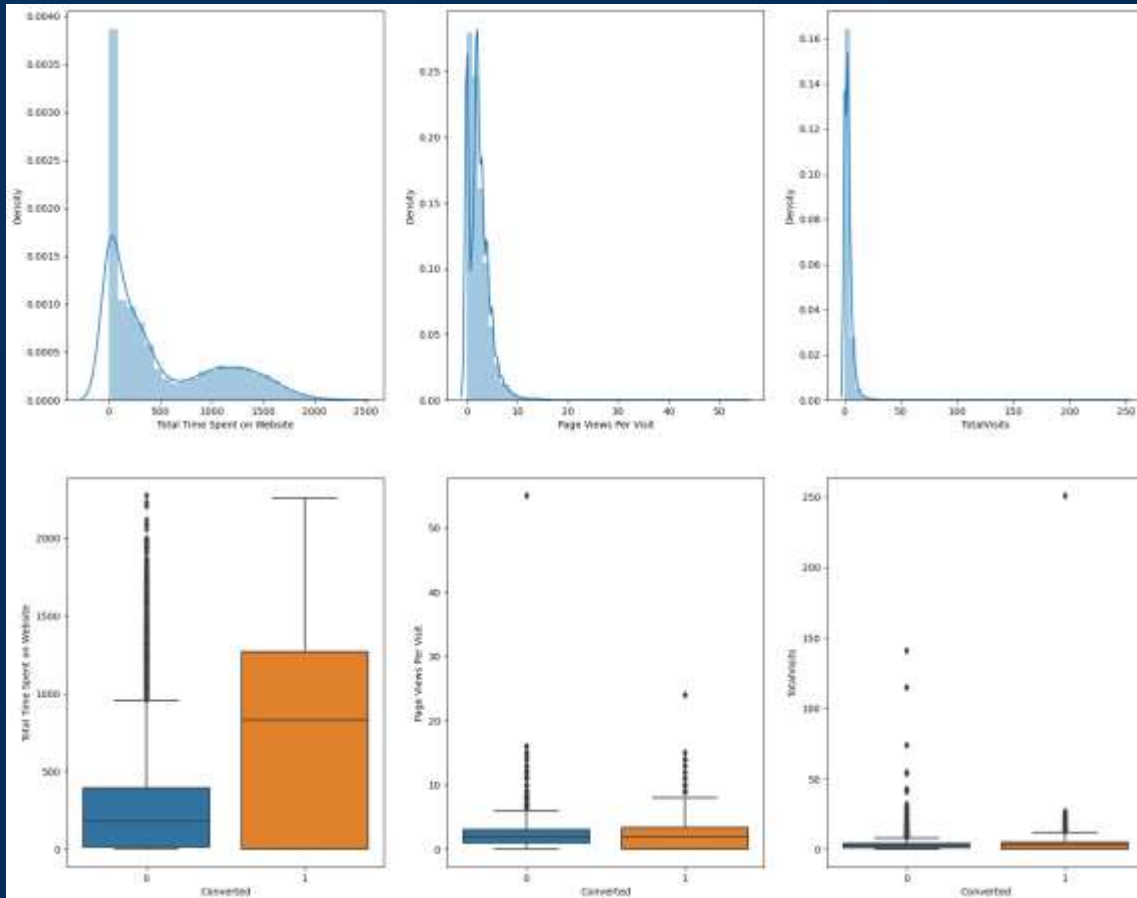 0.0040
0.0035
0.0030
0.0025
0.0020
0.0015
0.0010
0.0005
0.0000
Density
0 500 1000 1500 2000 2500
Total Time Spent on Website
0.25
0.20
0.15
0.10
0.05
0.00
Density
0 10 20 30 40 50
Page Views Per Visit
0.16
0.14
0.12
0.10
0.08
0.06
0.04
0.02
0.00
Density
0 50 100 150 200 250
TotalVisits
2000
1500
1000
500
0
Total Time Spent on Website
0 1
Converted
50
40
30
20
10
0
Page Views Per Visit
0 1
Converted
250
200
150
100
50
0
TotalVisits
0 1
Converted